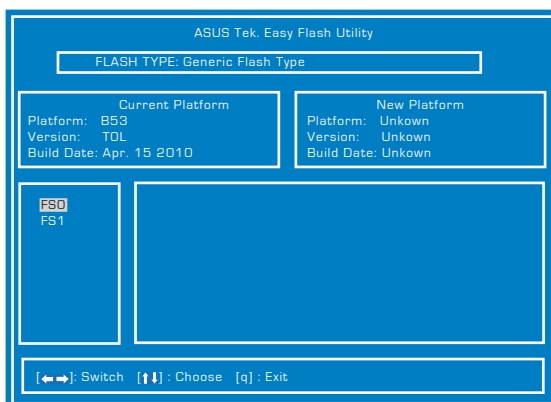 ASUS Tek. Easy Flash Utility
FLASH TYPE: Generic Flash Type
Current Platform
Platform: B53
Version: TOL
Build Date: Apr. 15 2010
New Platform
Platform: Unkown
Version: Unkown
Build Date: Unkown
FS0
FS1
[←→]: Switch [↑↓] : Choose [q] : Exit